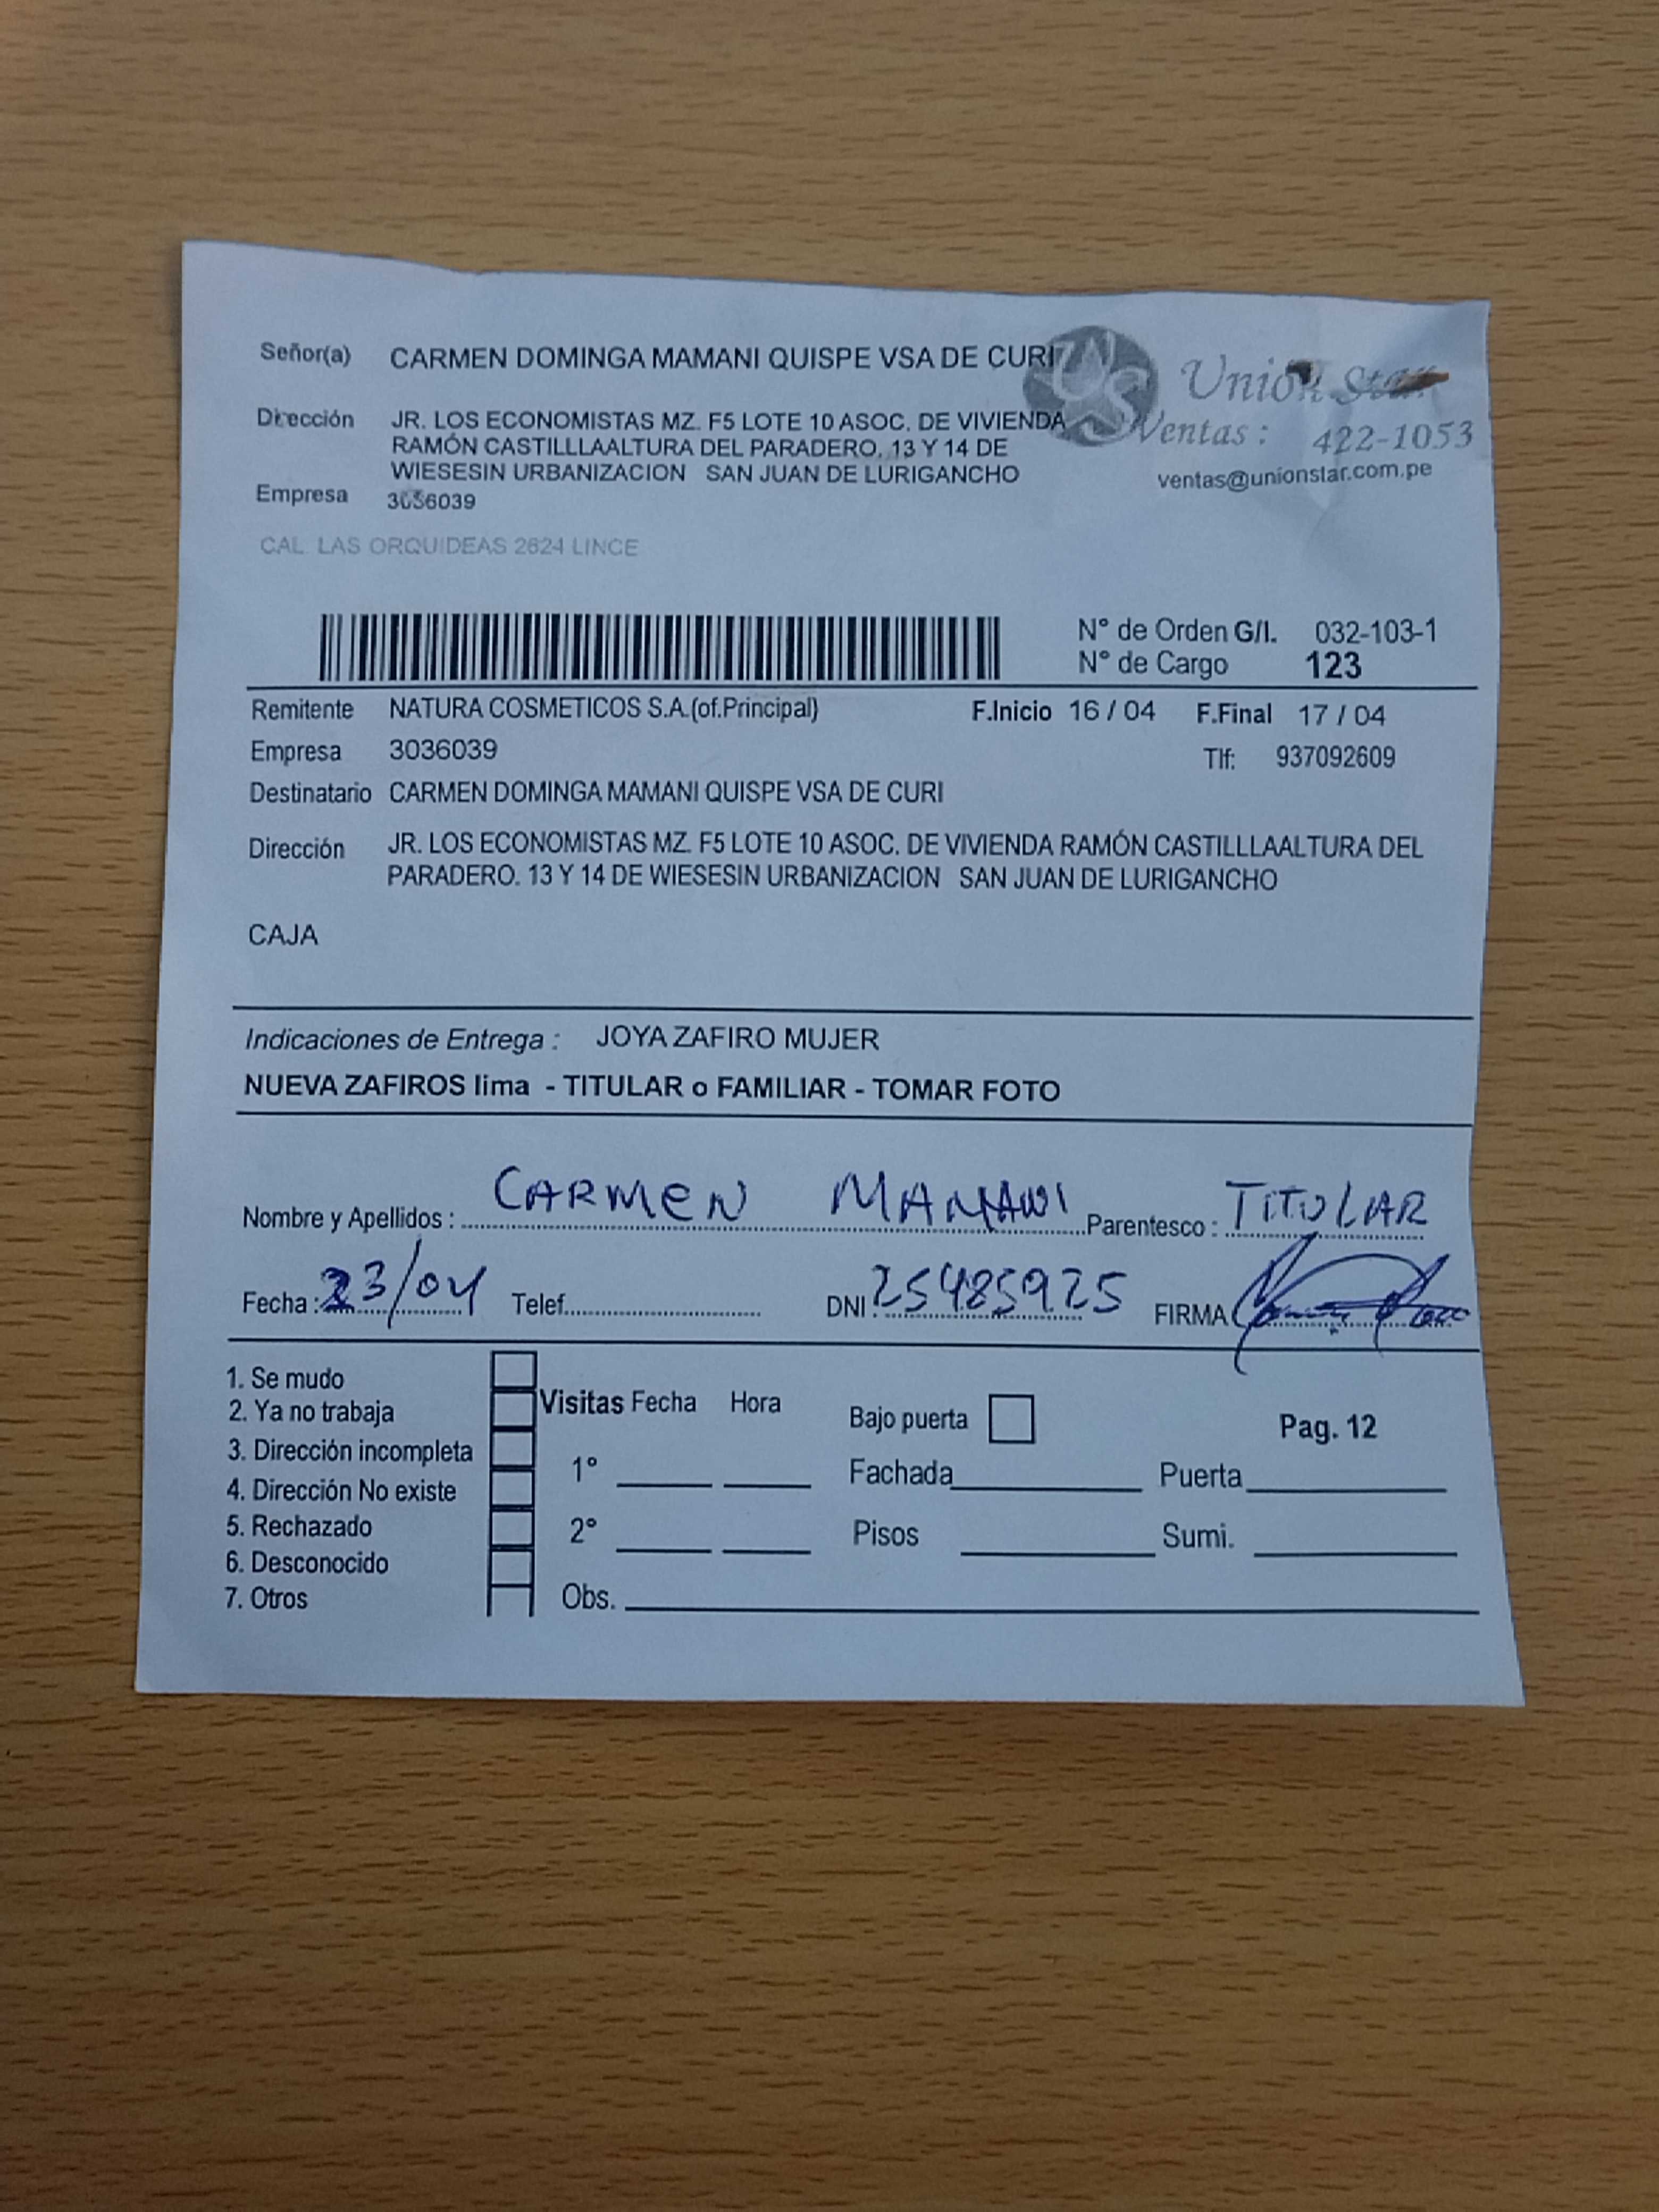 Señor(a) CARMEN DOMINGA MAMANI QUISPE VSA DE CURI
Union Star
Dirección JR. LOS ECONOMISTAS MZ. F5 LOTE 10 ASOC. DE VIVIENDA
Ventas : 422-1053
RAMÓN CASTILLLAALTURA DEL PARADERO. 13 Y 14 DE
WIESESIN URBANIZACION SAN JUAN DE LURIGANCHO
ventas@unionstar.com.pe
Empresa 3036039
CAL. LAS ORQUIDEAS 2624 LINCE
N° de Orden G/I. 032-103-1
N° de Cargo 123
Remitente NATURA COSMETICOS S.A.(of.Principal) F.Inicio 16 / 04 F.Final 17 / 04
Empresa 3036039 Tlf: 937092609
Destinatario CARMEN DOMINGA MAMANI QUISPE VSA DE CURI
Dirección JR. LOS ECONOMISTAS MZ. F5 LOTE 10 ASOC. DE VIVIENDA RAMÓN CASTILLLAALTURA DEL
PARADERO. 13 Y 14 DE WIESESIN URBANIZACION SAN JUAN DE LURIGANCHO
CAJA
Indicaciones de Entrega : JOYA ZAFIRO MUJER
NUEVA ZAFIROS lima - TITULAR o FAMILIAR - TOMAR FOTO
Nombre y Apellidos : CARMEN MAMANI Parentesco : TITULAR
Fecha : 23/04 Telef. DNI : 25485925 FIRMA
1. Se mudo
2. Ya no trabaja
3. Dirección incompleta
4. Dirección No existe
5. Rechazado
6. Desconocido
7. Otros
Visitas Fecha Hora
1°
2°
Obs.
Bajo puerta
Pag. 12
Fachada Puerta
Pisos Sumi.